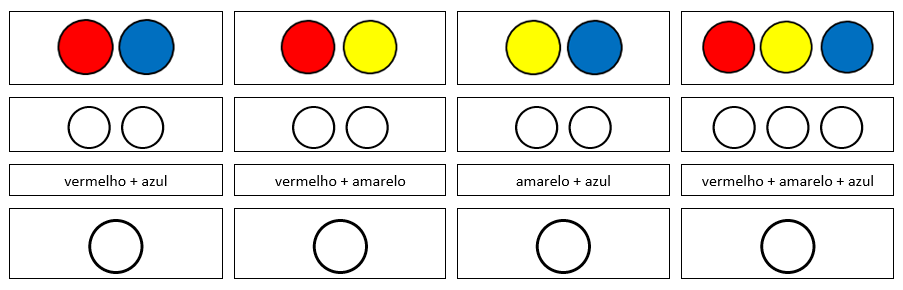 vermelho + azul
vermelho + amarelo
amarelo + azul
vermelho + amarelo + azul